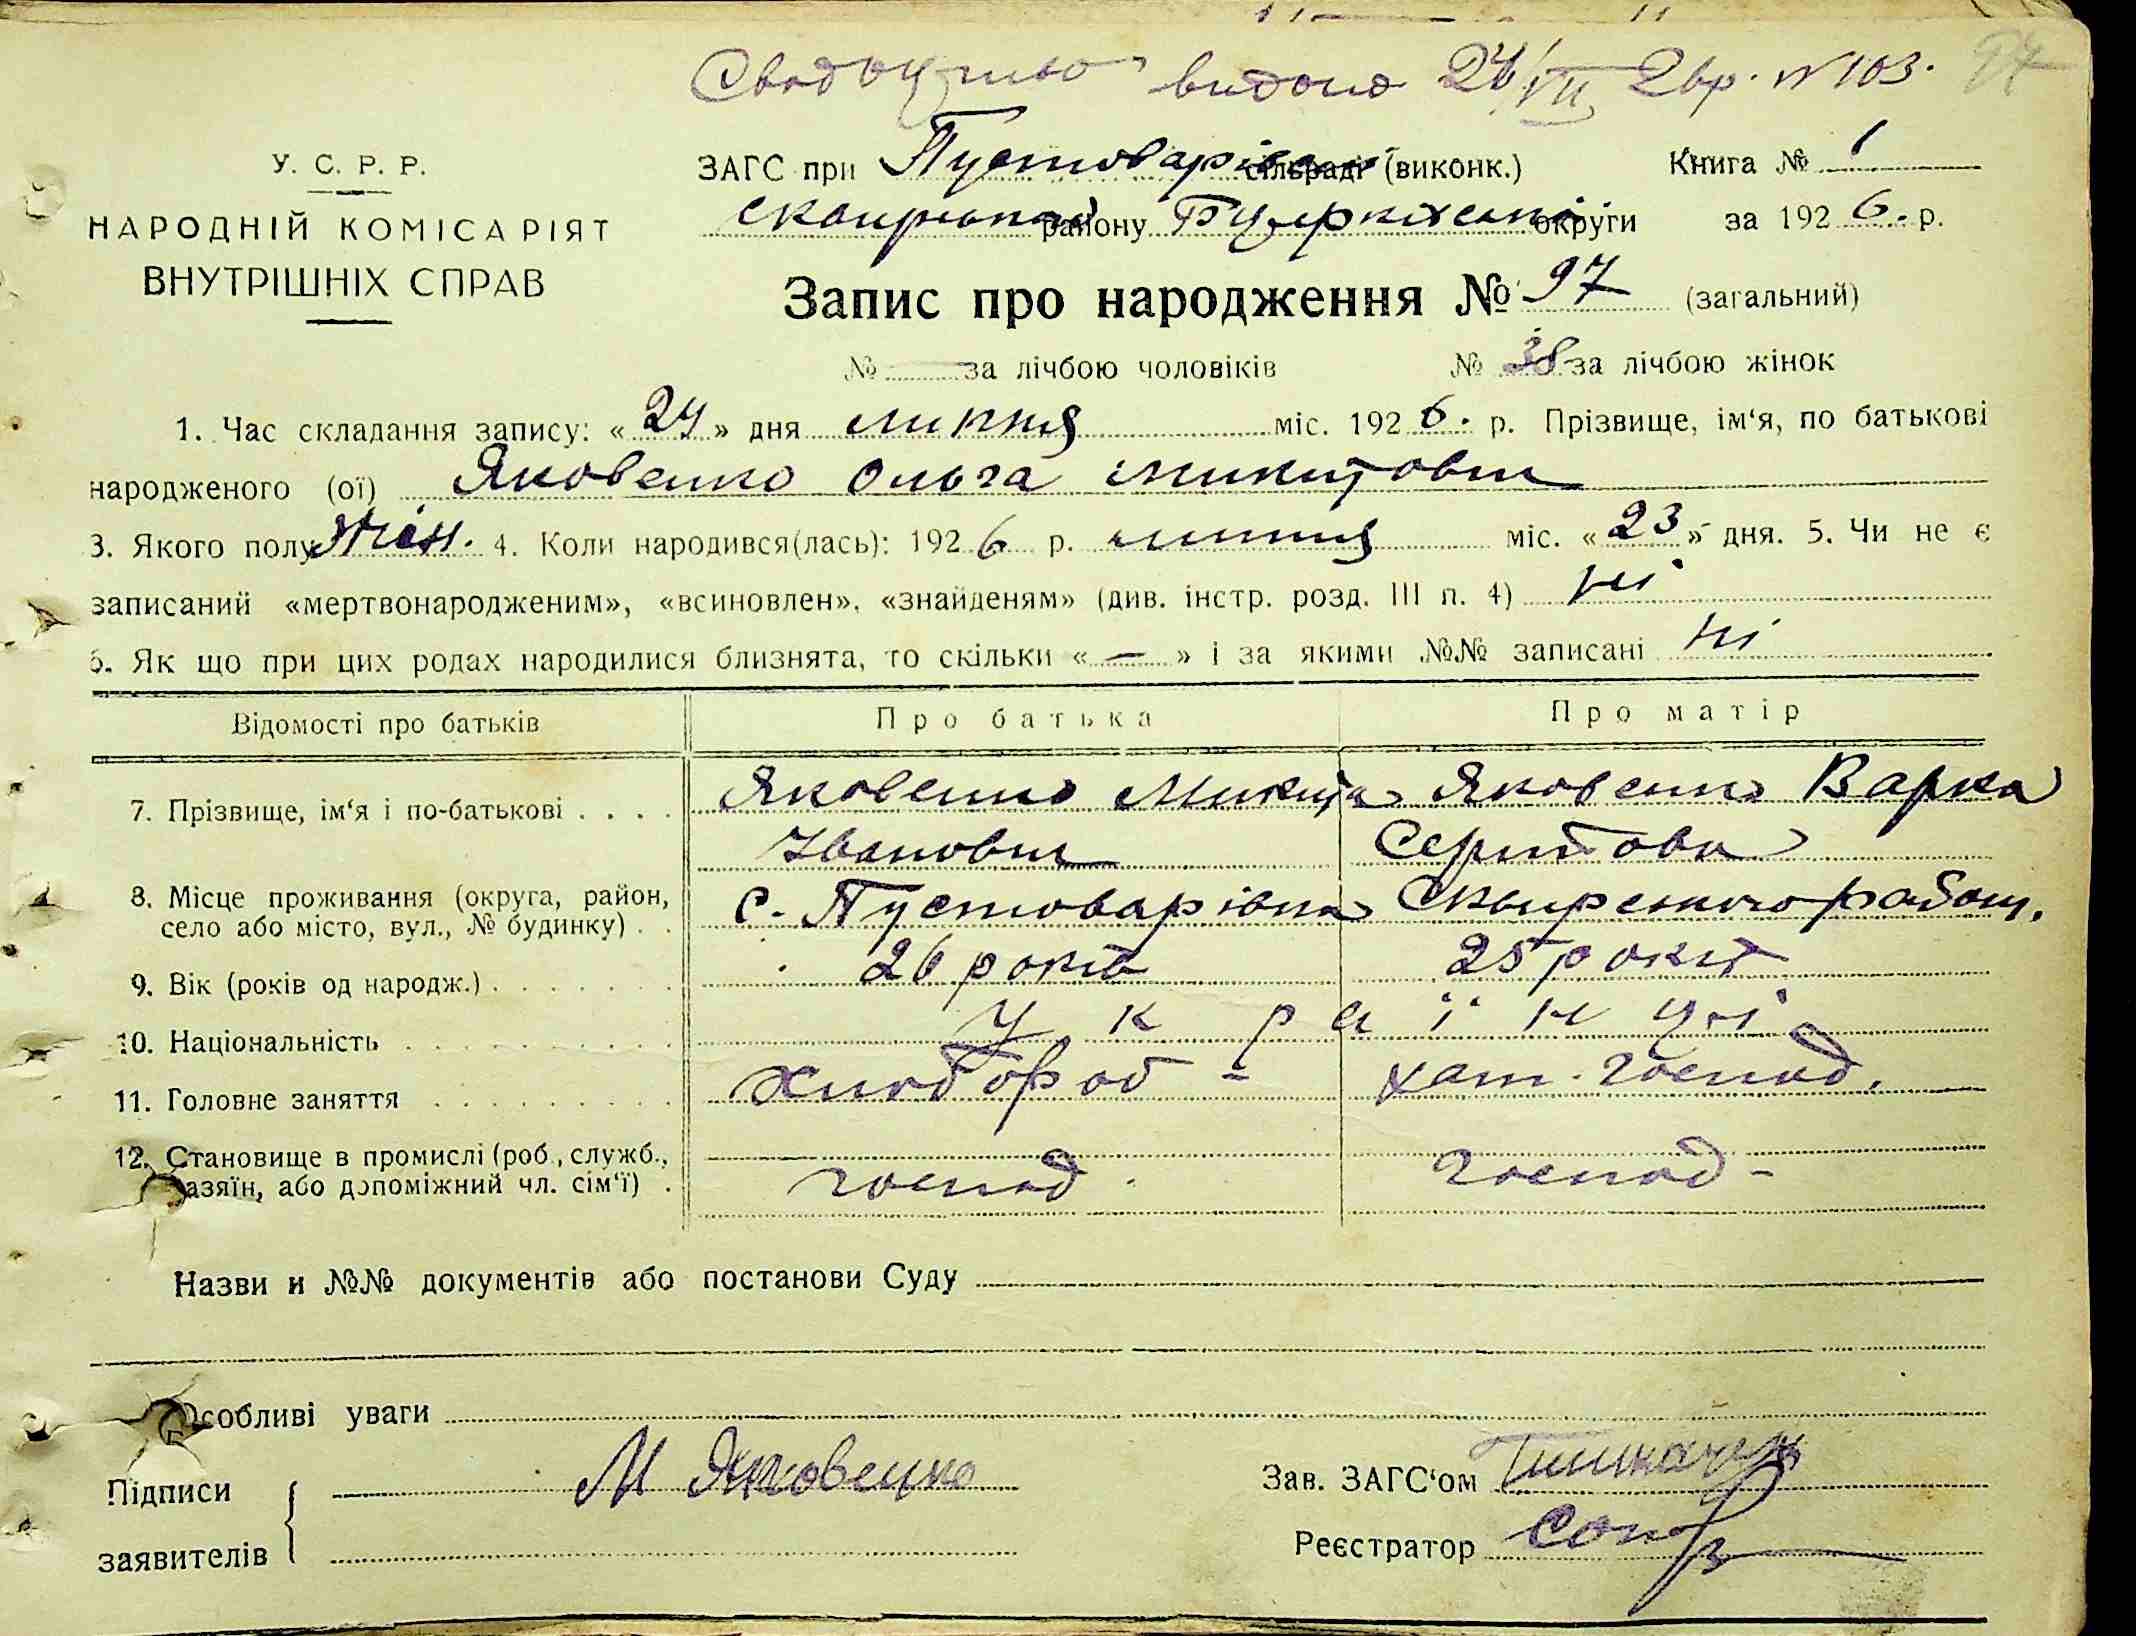 Свідоцтво видано 24/VII 26р. №103. 97
У. С. Р. Р.
НАРОДНІЙ КОМІСАРІЯТ
ВНУТРІШНІХ СПРАВ
ЗАГС при Пустоварівськ сільраді (виконк.) Книга № 1
району округи за 1926. р.
Запис про народження № 97 (загальний)
№ — за лічбою чоловіків № 38 за лічбою жінок
1. Час складання запису: «24» дня липня міс. 1926. р. Прізвище, ім‘я, по батькові
народженого (ої) Яковенко Ольга Микитовн
3. Якого полу жін. 4. Коли народився(лась): 1926 р. липня міс. «23» дня. 5. Чи не є
записаний «мертвонародженим», «всиновлен», «знайденям» (див. інстр. розд. III п. 4) ні
6. Як що при цих родах народилися близнята, то скільки «—» і за якими №№ записані ні
Відомості про батьків Про батька Про матір
7. Прізвище, ім‘я і по-батькові . . . . Яковенко Микита Яковенко Варка
Іванович
8. Місце проживання (округа, район, с. Пустоварівка Сквирського району.
село або місто, вул., № будинку) . .
9. Вік (років од народж.) . . . . . . . 26 років 25 років
10. Національність . . . . . . . . . . Українці
11. Головне заняття . . . . . . . . . . хлібороб - хат. господ.
12. Становище в промислі (роб., служб.,
хазяїн, або допоміжний чл. сім‘ї) . господ. господ-
Назви и №№ документів або постанови Суду
Особливі уваги
Підписи М Яковенко Зав. ЗАГС‘ом
заявителів Реєстратор